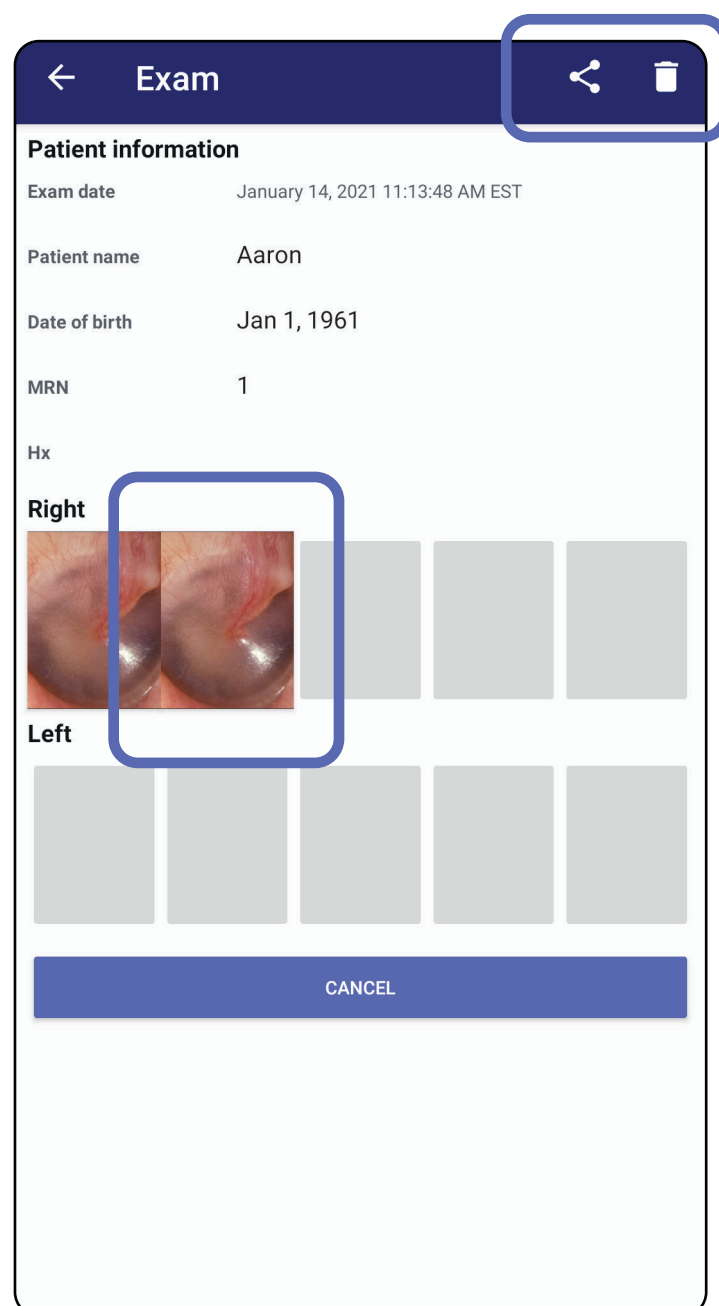 Exam
Patient information
Exam date January 14, 2021 11:13:48 AM EST
Patient name Aaron
Date of birth Jan 1, 1961
MRN 1
Hx
Right
Left
CANCEL